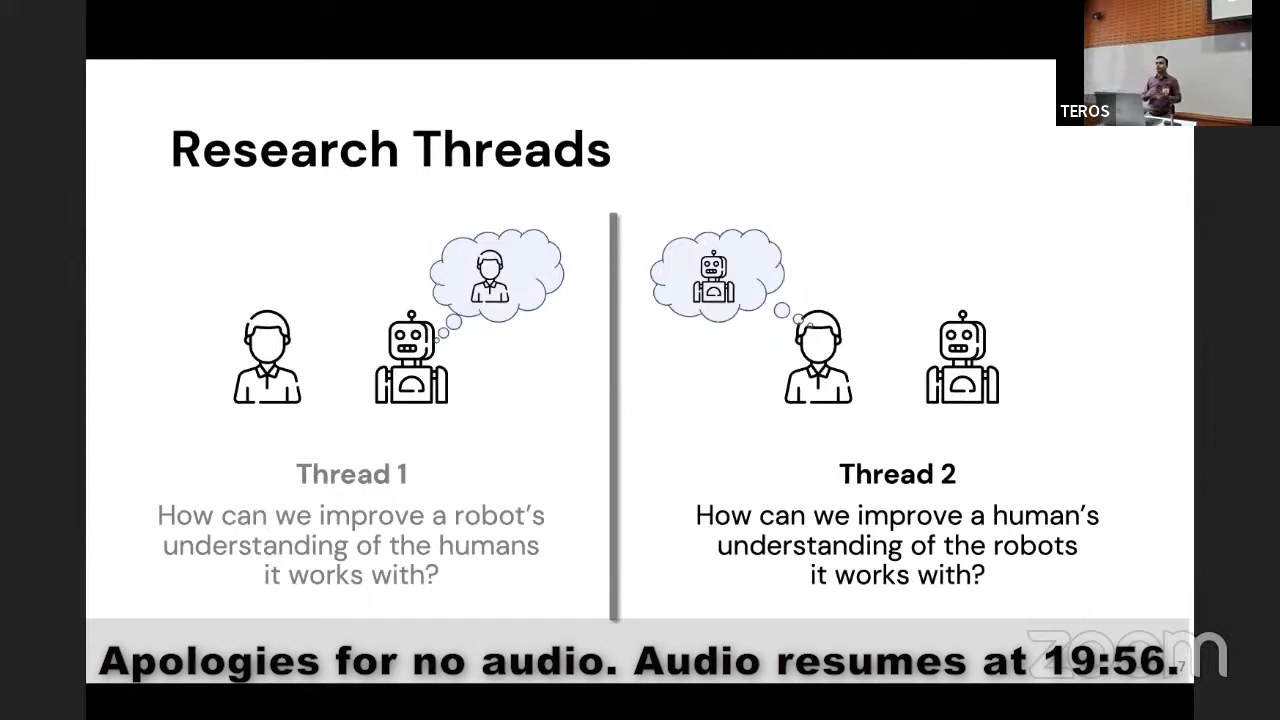 TEROS
Research Threads
Thread 1
How can we improve a robot's
understanding of the humans
it works with?
Thread 2
How can we improve a human's
understanding of the robots
it works with?
Apologies for no audio. Audio resumes at 19:56.
zoom
7